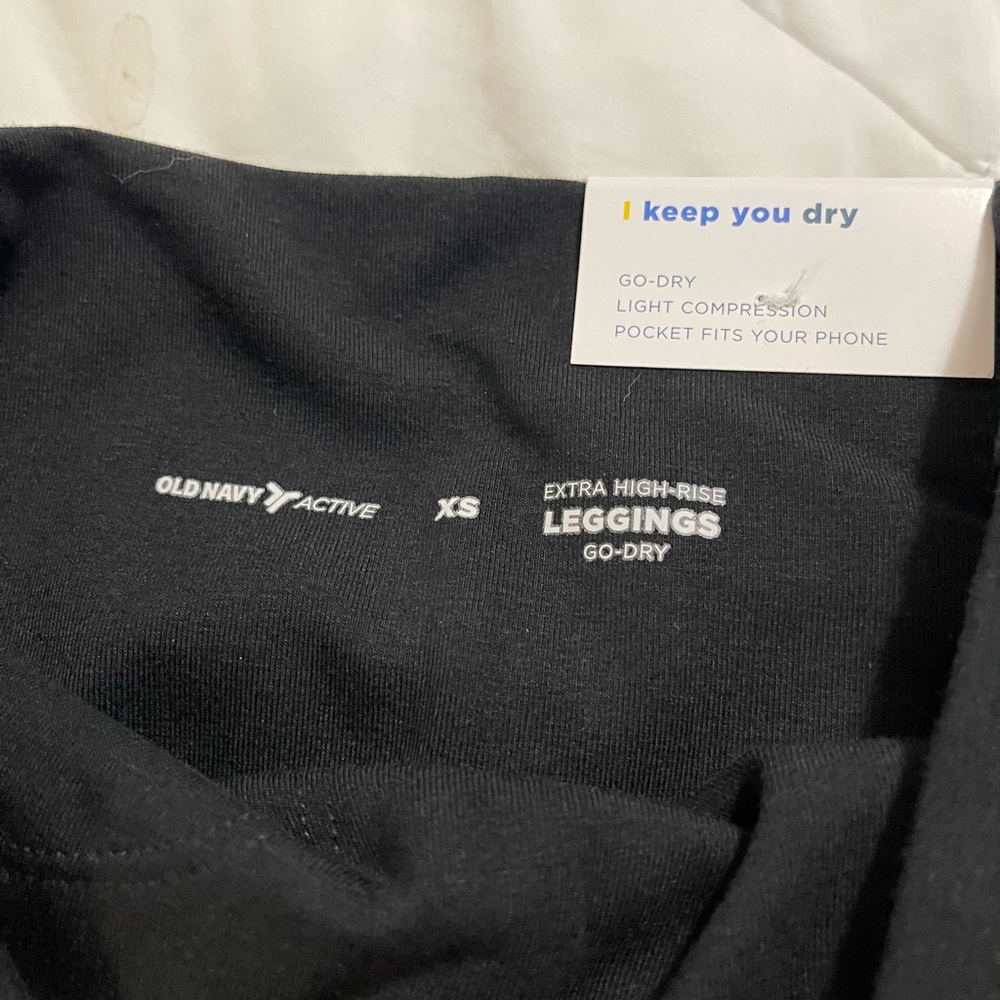 I keep you dry
GO-DRY
LIGHT COMPRESSION
POCKET FITS YOUR PHONE
OLD NAVY ACTIVE
XS
EXTRA HIGH-RISE
LEGGINGS
GO-DRY